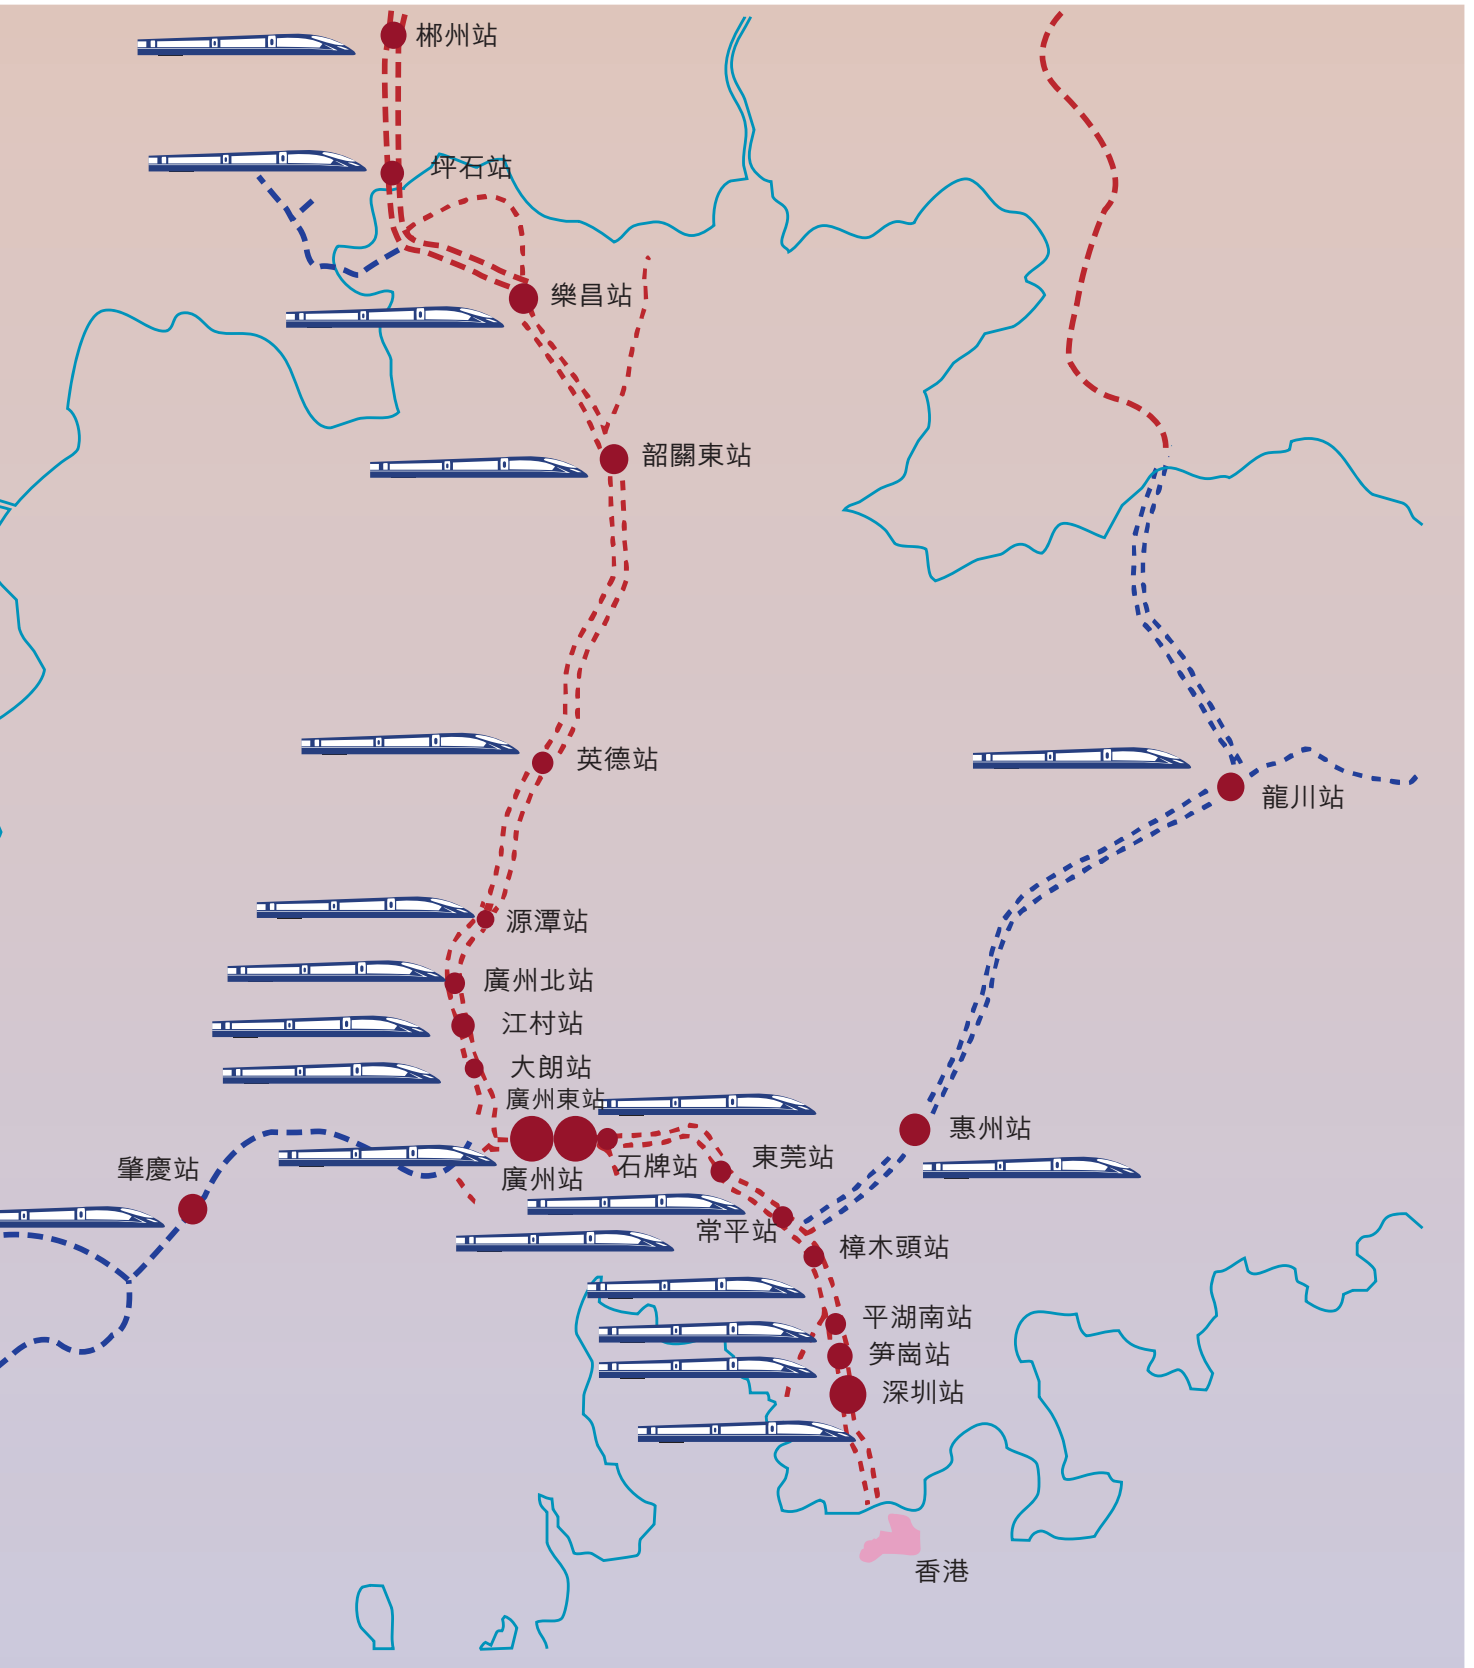 郴州站
坪石站
樂昌站
韶關東站
英德站
龍川站
源潭站
廣州北站
江村站
大朗站
廣州東站
惠州站
東莞站
石牌站
肇慶站
廣州站
常平站
樟木頭站
平湖南站
笋崗站
深圳站
香港